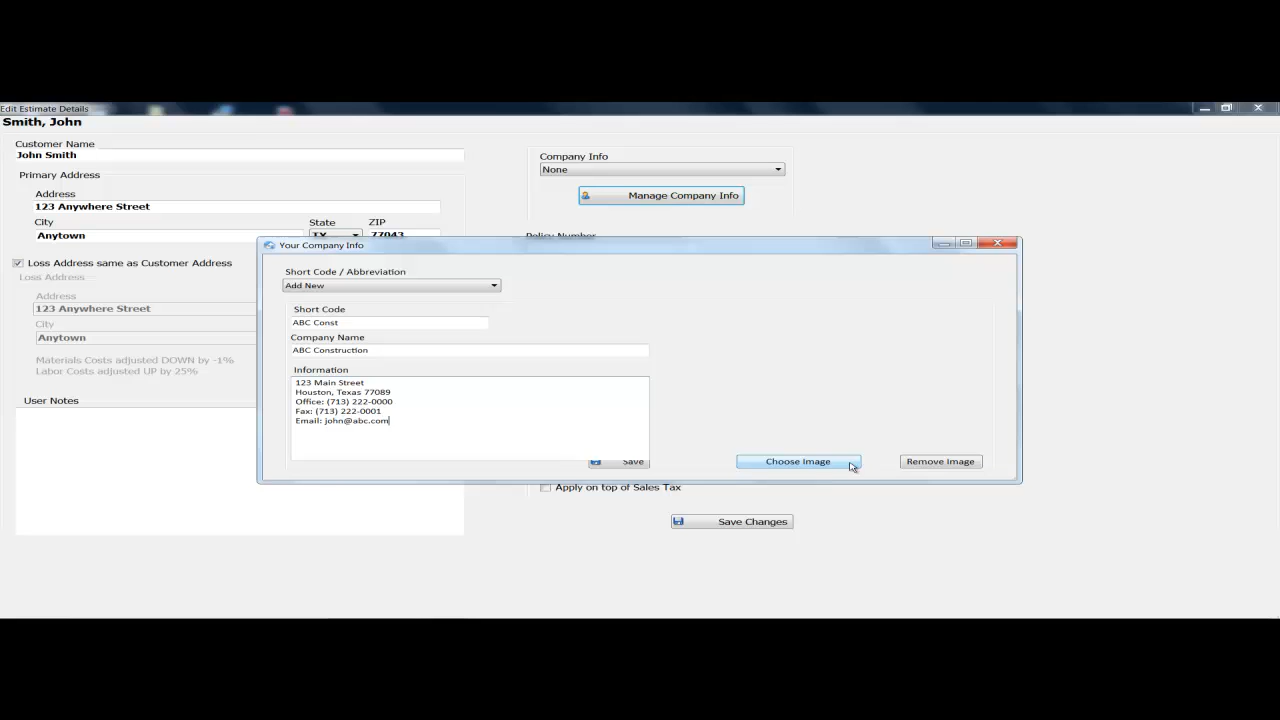 Edit Estimate Details
Smith, John
Customer Name
John Smith
Primary Address
Address
123 Anywhere Street
City State ZIP
Anytown TX 77043
Loss Address same as Customer Address
Loss Address
Address
123 Anywhere Street
City
Anytown
Materials Costs adjusted DOWN by -1%
Labor Costs adjusted UP by 25%
User Notes
Company Info
None
Manage Company Info
Policy Number
Your Company Info
Short Code / Abbreviation
Add New
Short Code
ABC Const
Company Name
ABC Construction
Information
123 Main Street
Houston, Texas 77089
Office: (713) 222-0000
Fax: (713) 222-0001
Email: john@abc.com
Save
Choose Image
Remove Image
Apply on top of Sales Tax
Save Changes